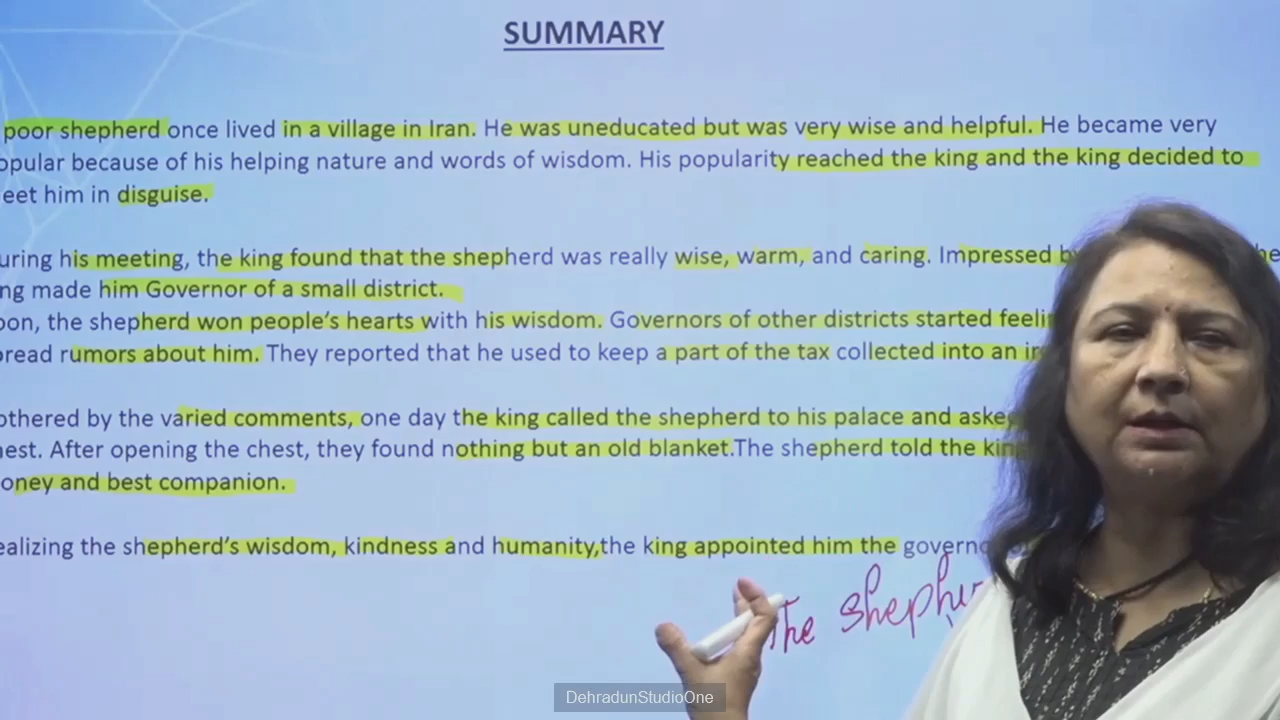 SUMMARY
poor shepherd once lived in a village in Iran. He was uneducated but was very wise and helpful. He became very
opular because of his helping nature and words of wisdom. His popularity reached the king and the king decided to
eet him in disguise.
uring his meeting, the king found that the shepherd was really wise, warm, and caring. Impressed b
ng made him Governor of a small district.
oon, the shepherd won people's hearts with his wisdom. Governors of other districts started feeli
pread rumors about him. They reported that he used to keep a part of the tax collected into an ir
othered by the varied comments, one day the king called the shepherd to his palace and aske
hest. After opening the chest, they found nothing but an old blanket.The shepherd told the kin
oney and best companion.
ealizing the shepherd's wisdom, kindness and humanity,the king appointed him the governo
The sheph
DehradunStudioOne